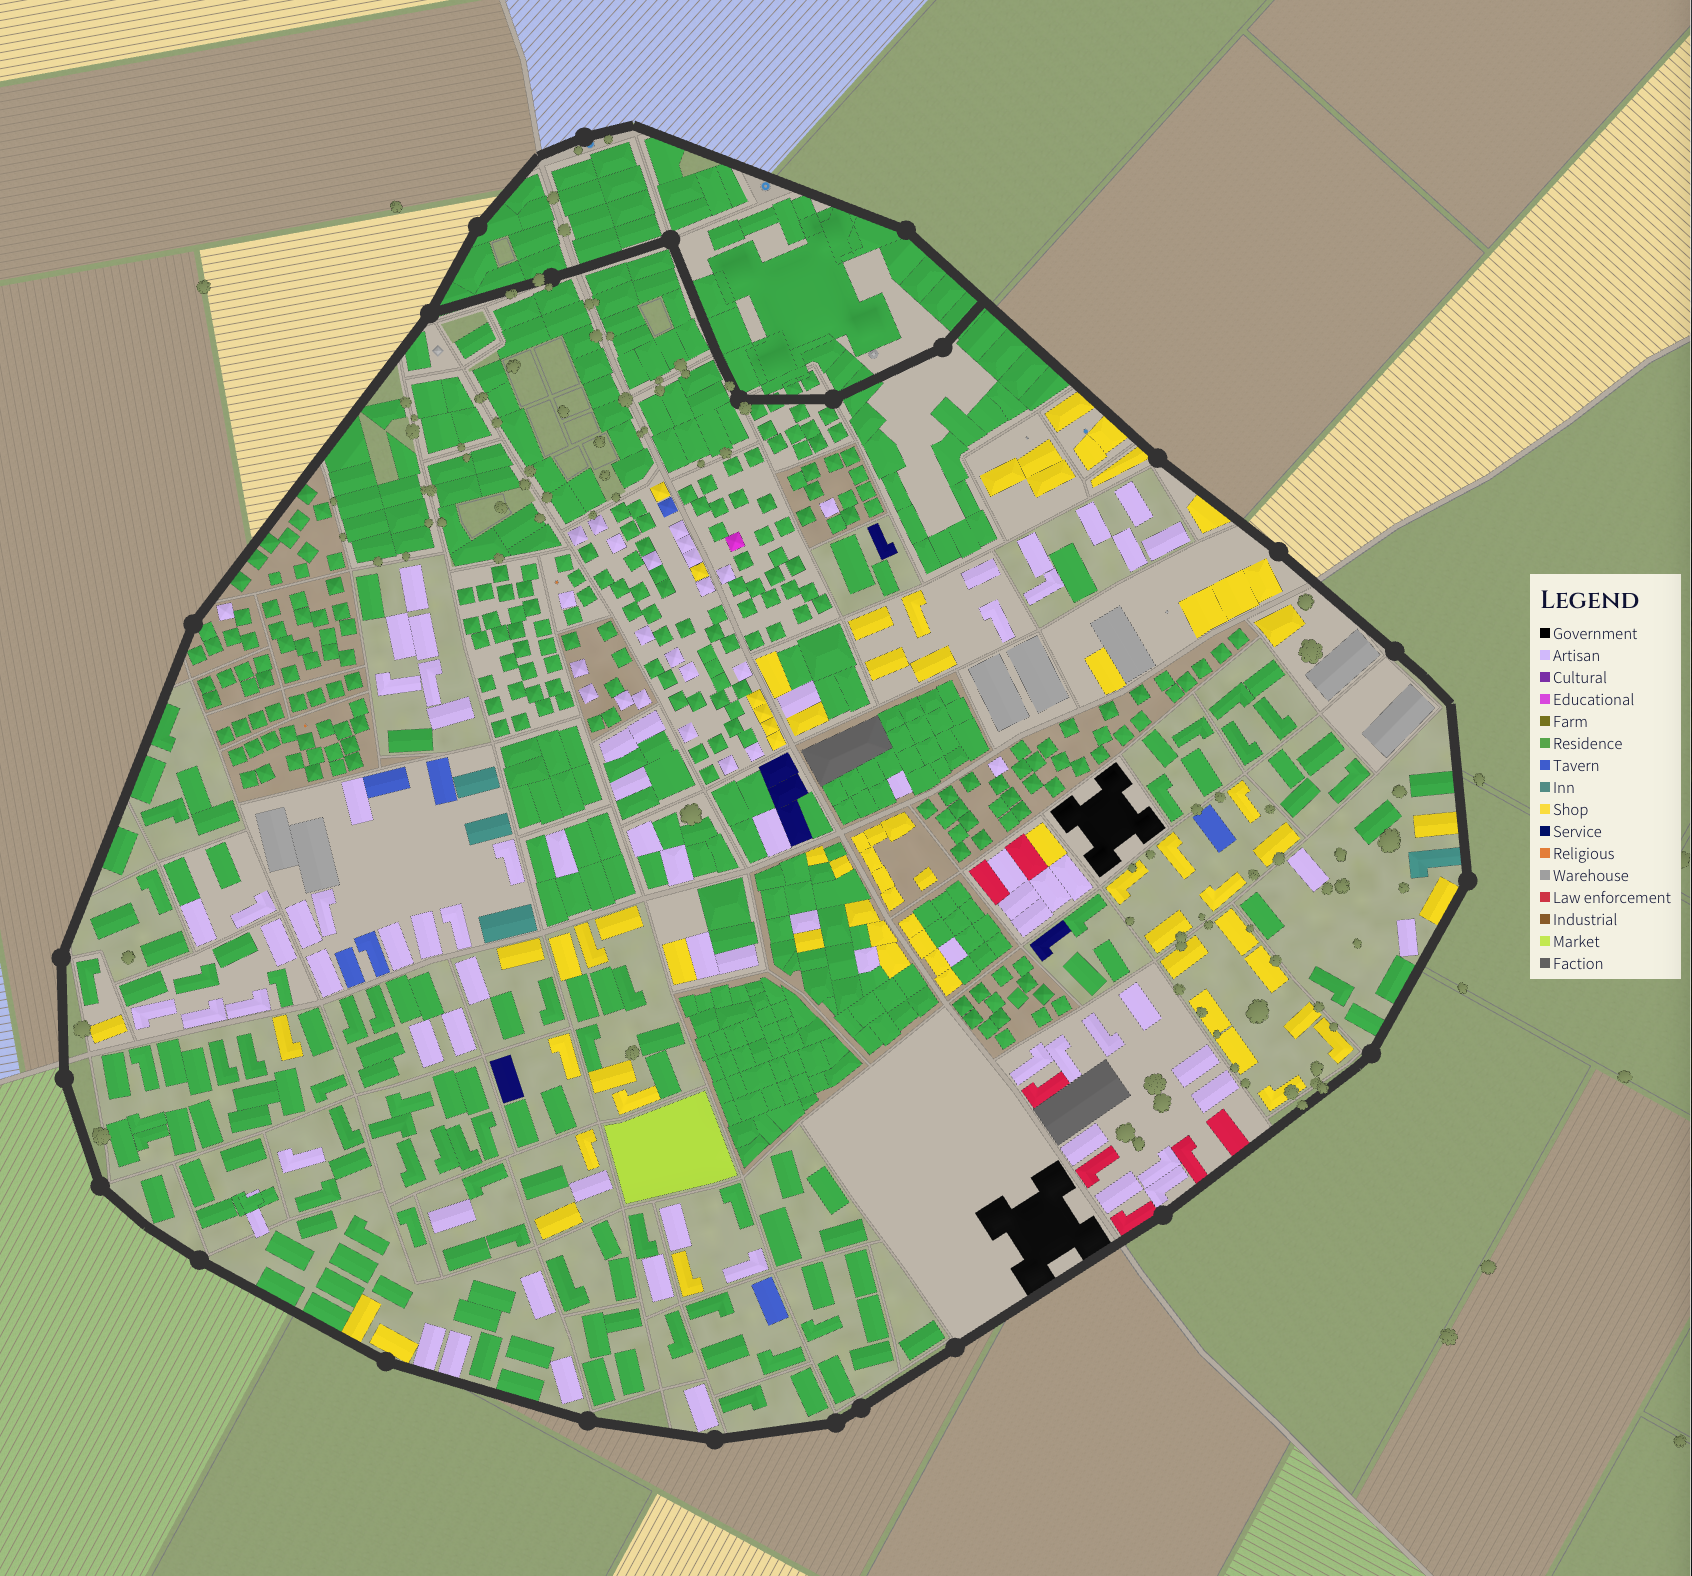 LEGEND
Government
Artisan
Cultural
Educational
Farm
Residence
Tavern
Inn
Shop
Service
Religious
Warehouse
Law enforcement
Industrial
Market
Faction